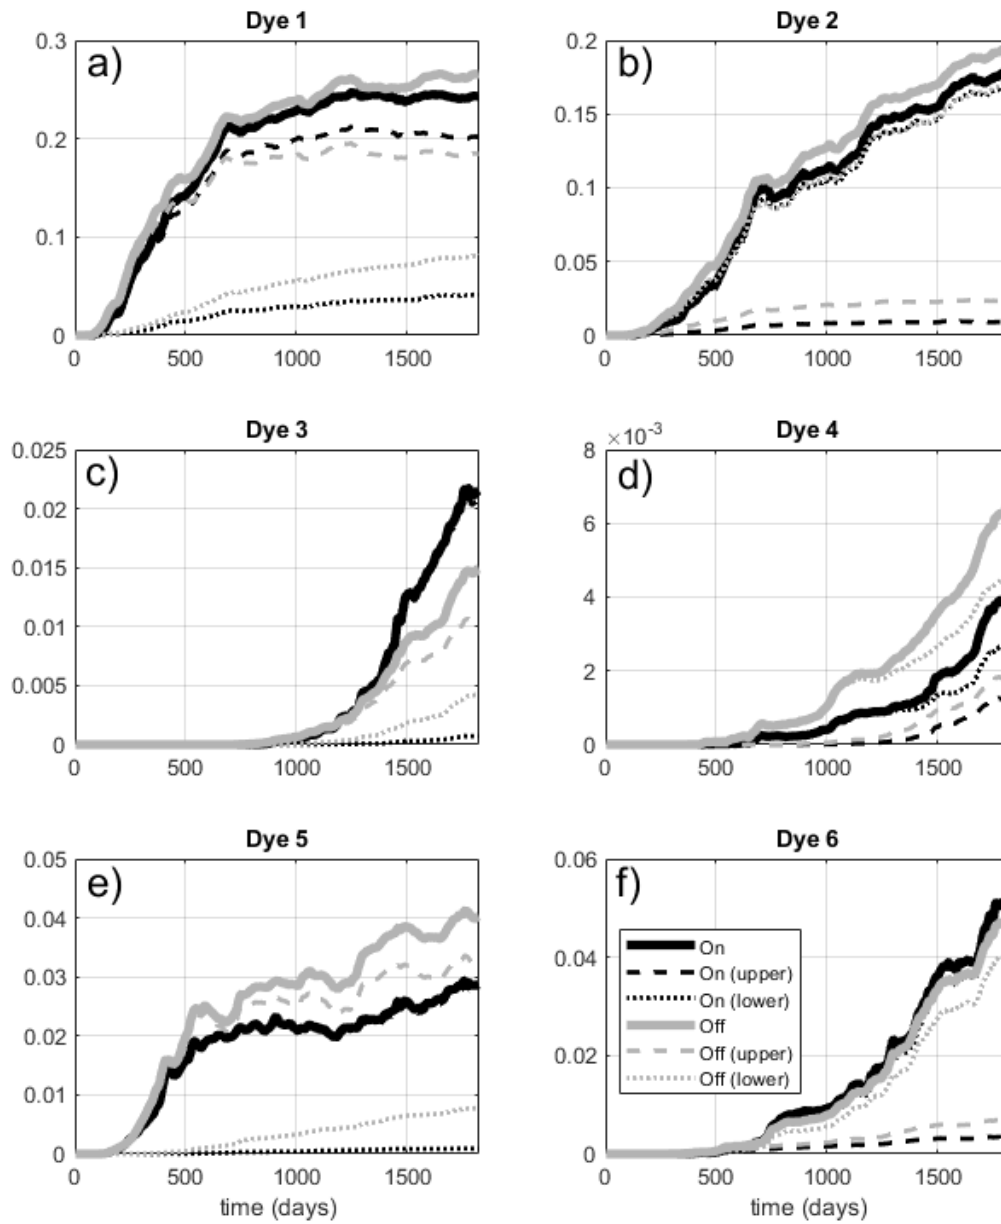 Dye 1
a)
0.3
0.2
0.1
0
0 500 1000 1500
Dye 2
b)
0.2
0.15
0.1
0.05
0
0 500 1000 1500
Dye 3
c)
0.025
0.02
0.015
0.01
0.005
0
0 500 1000 1500
Dye 4
×10⁻³
d)
8
6
4
2
0
0 500 1000 1500
Dye 5
e)
0.05
0.04
0.03
0.02
0.01
0
0 500 1000 1500
time (days)
Dye 6
f)
0.06
0.04
0.02
0
On
On (upper)
On (lower)
Off
Off (upper)
Off (lower)
0 500 1000 1500
time (days)